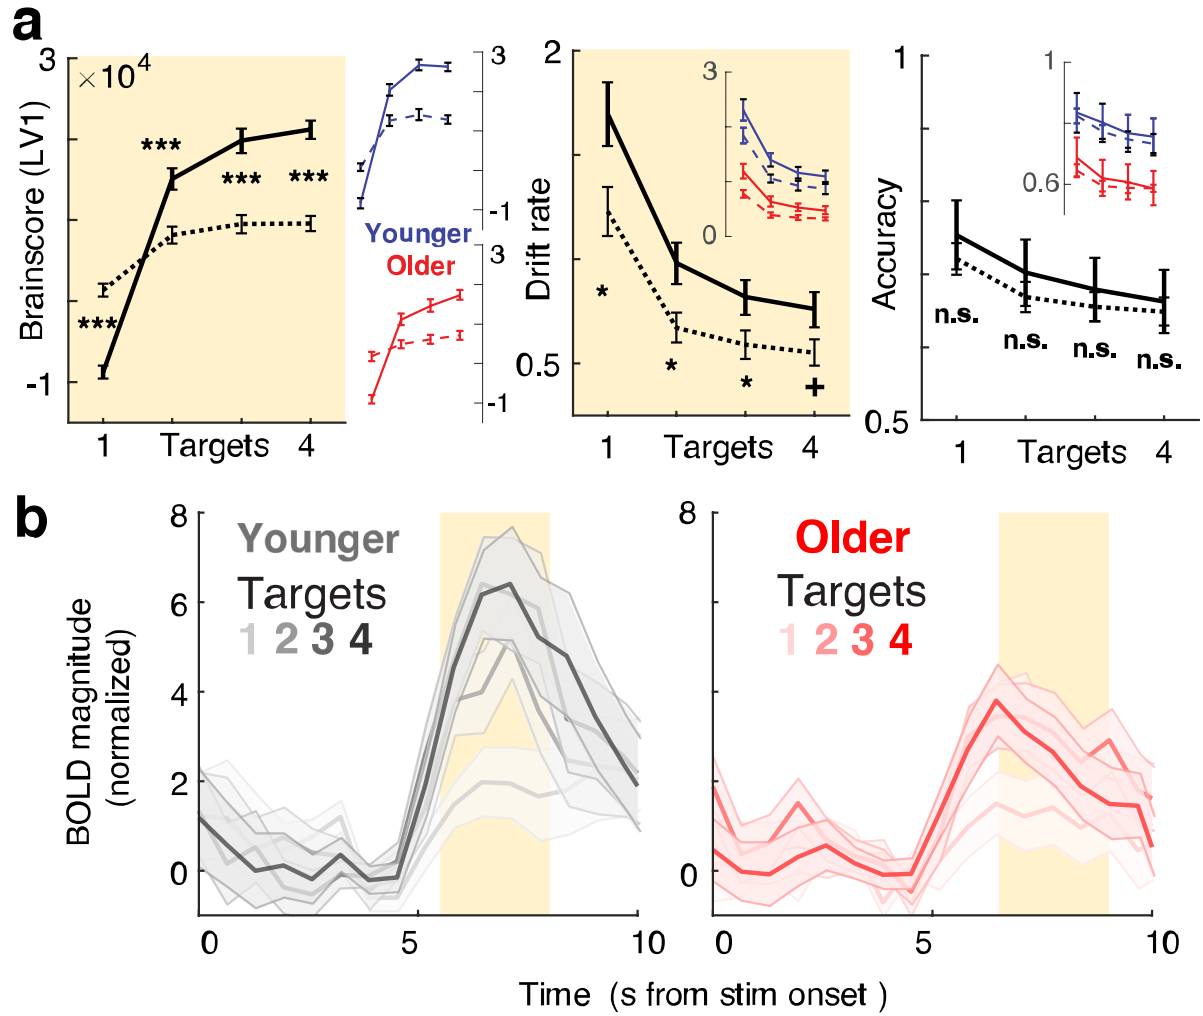 a
3
×10⁴
-1
Brainscore (LV1)
***
***
***
***
1 Targets 4
3
-1
Younger
Older
3
-1
2
0.5
Drift rate
3
0
*
*
*
+
1 Targets 4
1
0.5
Accuracy
1
0.6
n.s.
n.s.
n.s.
n.s.
1 Targets 4
b
8
6
4
2
0
BOLD magnitude
(normalized)
Younger
Targets
1 2 3 4
0 5 10
8
0
Older
Targets
1 2 3 4
0 5 10
Time (s from stim onset )